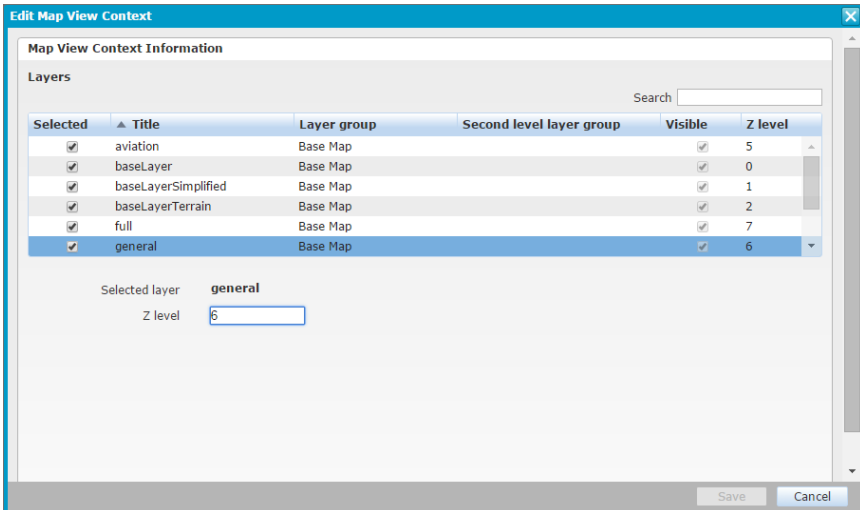 Edit Map View Context
Map View Context Information
Layers
Search
Selected Title Layer group Second level layer group Visible Z level
aviation Base Map 5
baseLayer Base Map 0
baseLayerSimplified Base Map 1
baseLayerTerrain Base Map 2
full Base Map 7
general Base Map 6
Selected layer general
Z level 6
Save Cancel